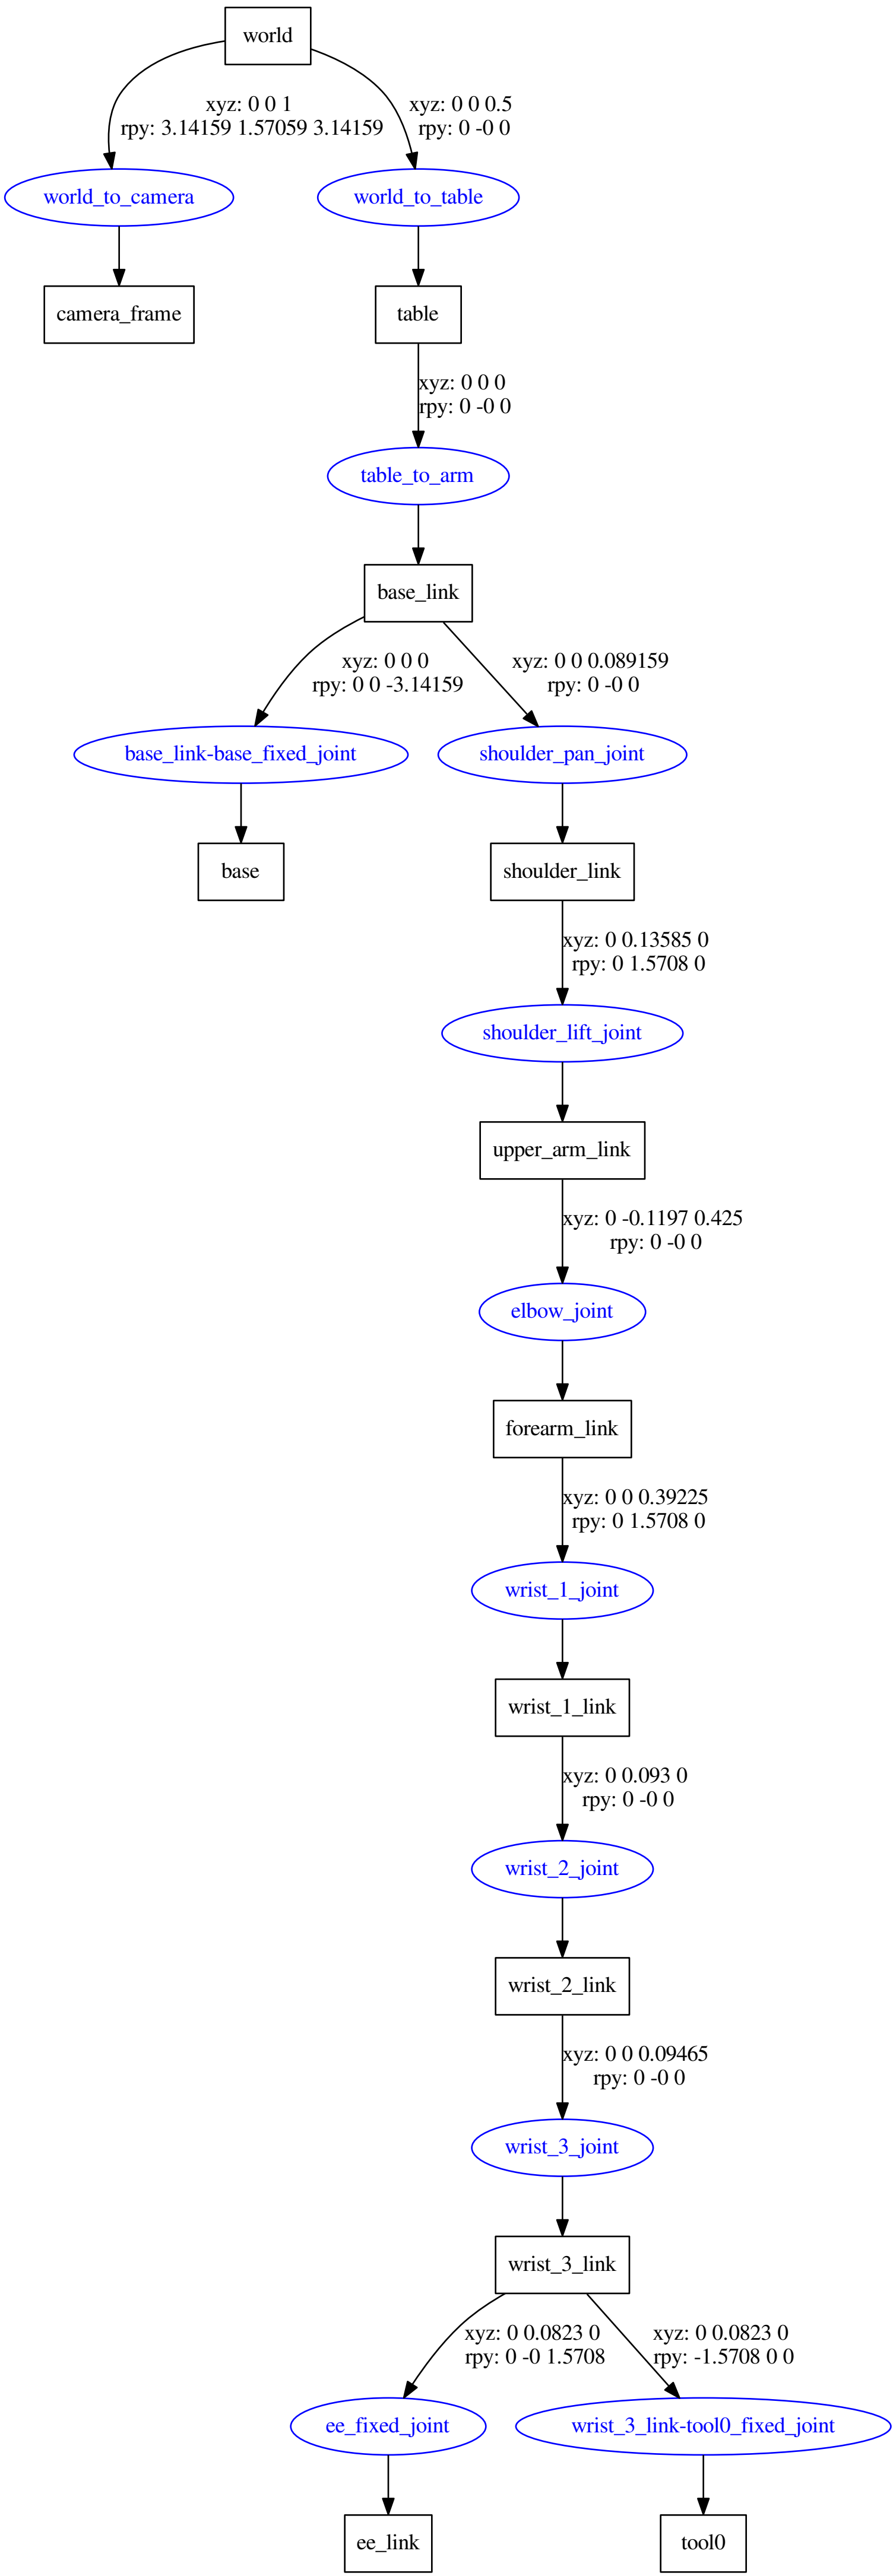 world
xyz: 0 0 1
rpy: 3.14159 1.57059 3.14159
xyz: 0 0 0.5
rpy: 0 -0 0
world_to_camera
world_to_table
camera_frame
table
xyz: 0 0 0
rpy: 0 -0 0
table_to_arm
base_link
xyz: 0 0 0
rpy: 0 0 -3.14159
xyz: 0 0 0.089159
rpy: 0 -0 0
base_link-base_fixed_joint
shoulder_pan_joint
base
shoulder_link
xyz: 0 0.13585 0
rpy: 0 1.5708 0
shoulder_lift_joint
upper_arm_link
xyz: 0 -0.1197 0.425
rpy: 0 -0 0
elbow_joint
forearm_link
xyz: 0 0 0.39225
rpy: 0 1.5708 0
wrist_1_joint
wrist_1_link
xyz: 0 0.093 0
rpy: 0 -0 0
wrist_2_joint
wrist_2_link
xyz: 0 0 0.09465
rpy: 0 -0 0
wrist_3_joint
wrist_3_link
xyz: 0 0.0823 0
rpy: 0 -0 1.5708
xyz: 0 0.0823 0
rpy: -1.5708 0 0
ee_fixed_joint
wrist_3_link-tool0_fixed_joint
ee_link
tool0